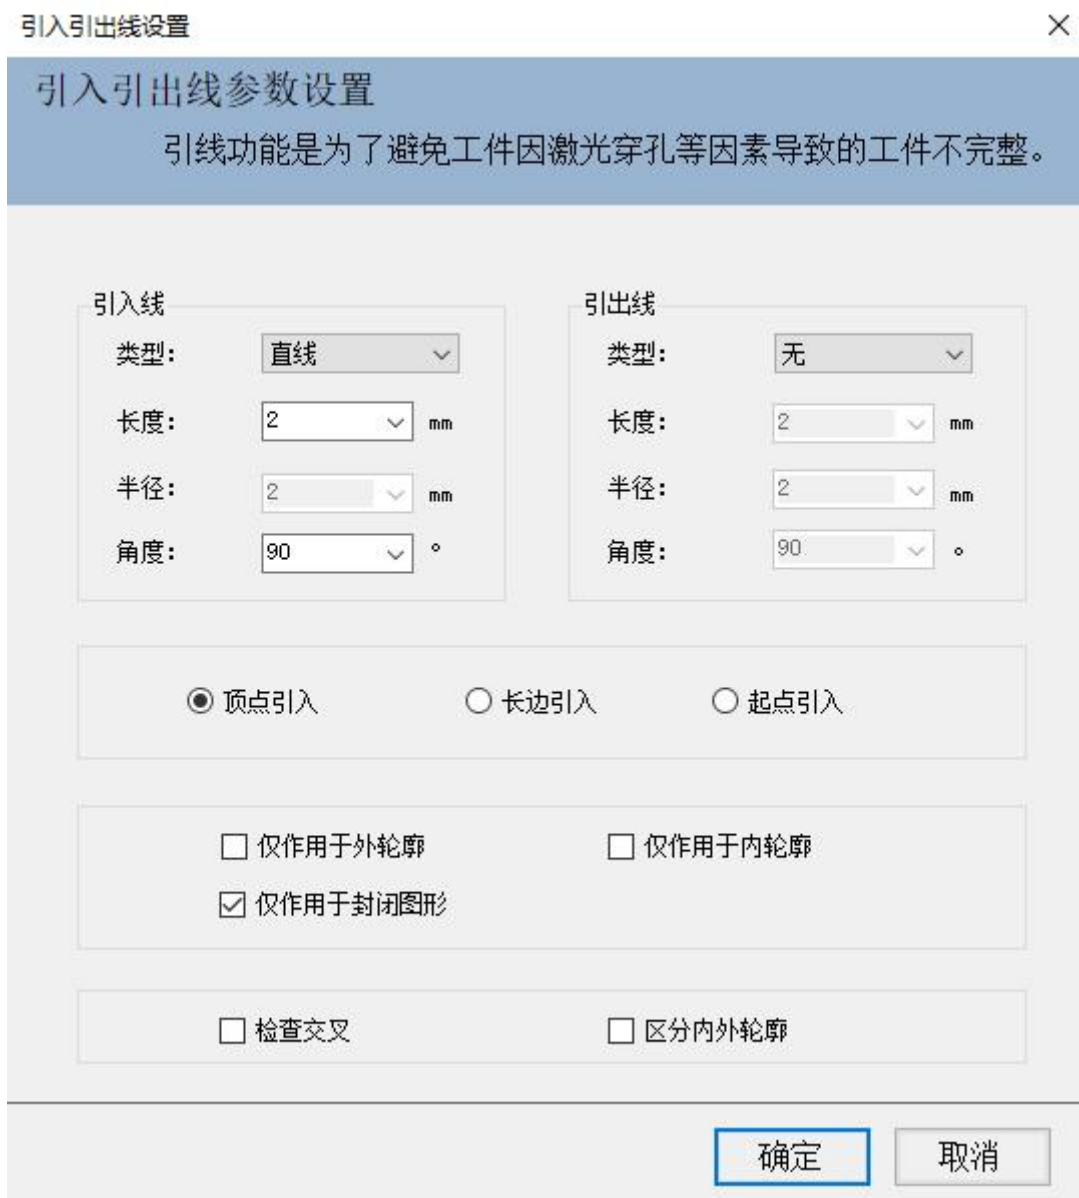 引入引出线设置
引入引出线参数设置
引线功能是为了避免工件因激光穿孔等因素导致的工件不完整。
引入线
类型: 直线
长度: 2 mm
半径: 2 mm
角度: 90 °
引出线
类型: 无
长度: 2 mm
半径: 2 mm
角度: 90 °
顶点引入 长边引入 起点引入
仅作用于外轮廓 仅作用于内轮廓
仅作用于封闭图形
检查交叉 区分内外轮廓
确定 取消